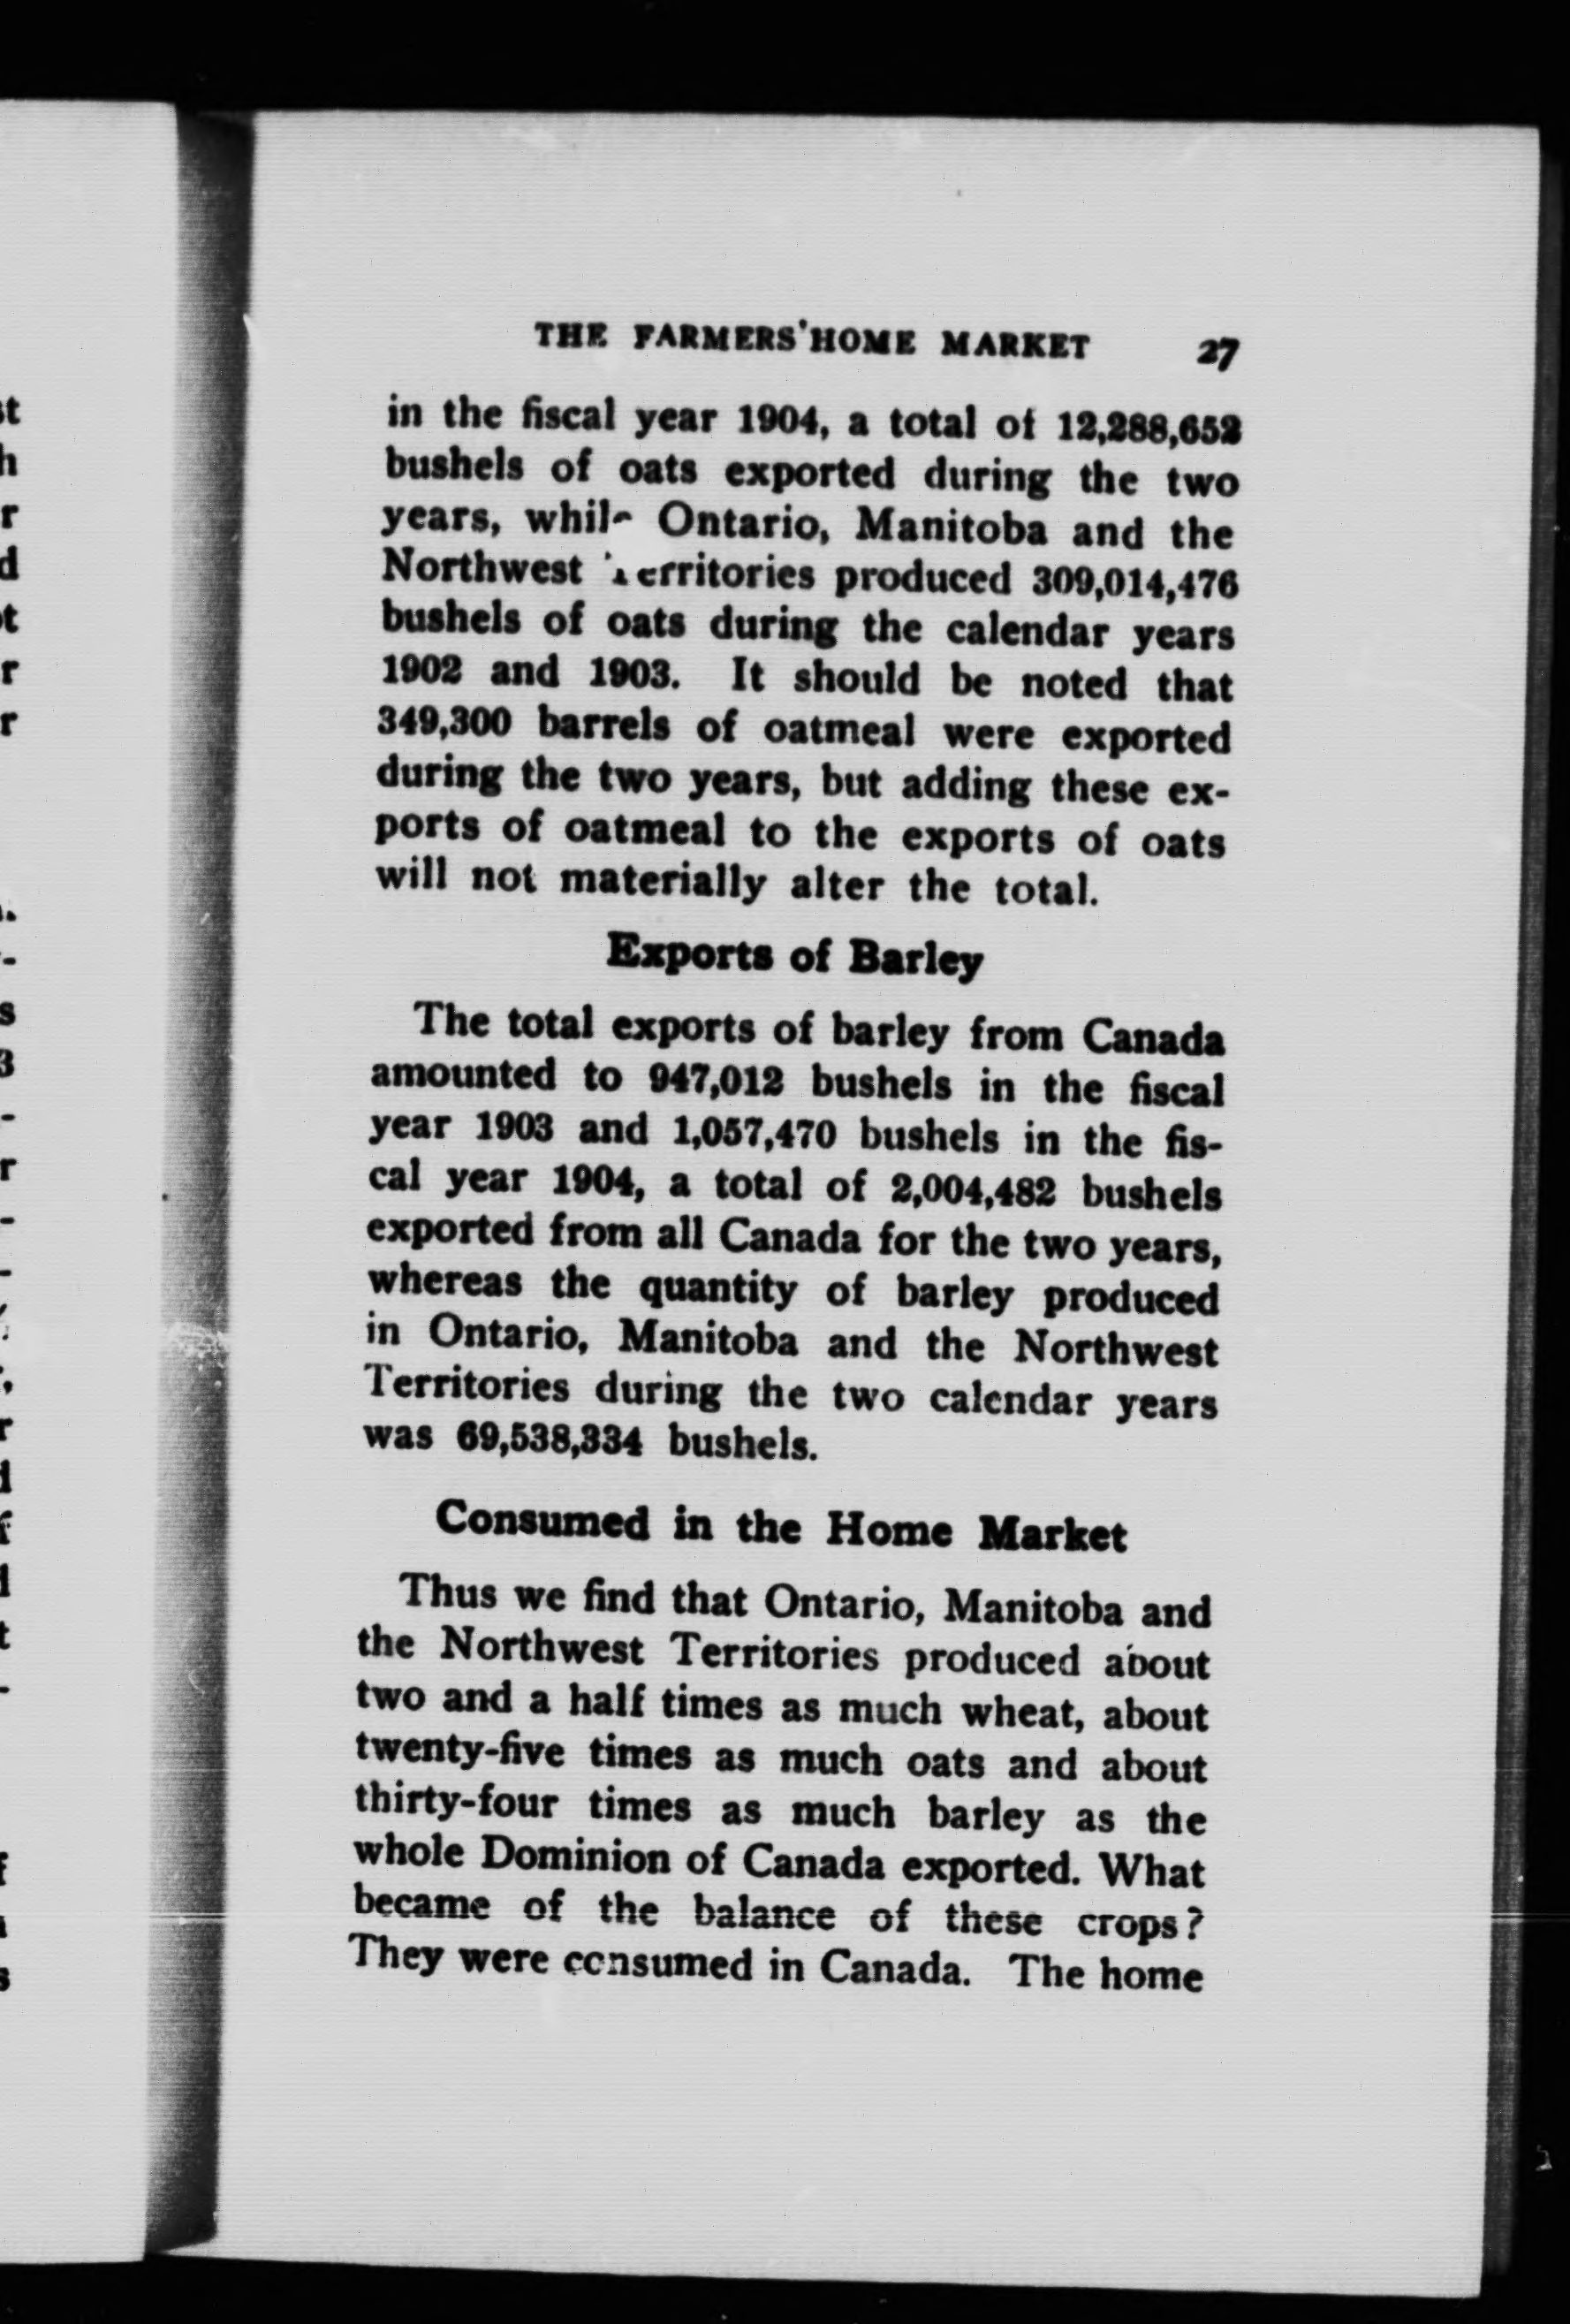 THE FARMERS' HOME MARKET 27
in the fiscal year 1904, a total of 12,288,652
bushels of oats exported during the two
years, while Ontario, Manitoba and the
Northwest Territories produced 309,014,476
bushels of oats during the calendar years
1902 and 1903. It should be noted that
349,300 barrels of oatmeal were exported
during the two years, but adding these ex-
ports of oatmeal to the exports of oats
will not materially alter the total.
Exports of Barley
The total exports of barley from Canada
amounted to 947,012 bushels in the fiscal
year 1903 and 1,057,470 bushels in the fis-
cal year 1904, a total of 2,004,482 bushels
exported from all Canada for the two years,
whereas the quantity of barley produced
in Ontario, Manitoba and the Northwest
Territories during the two calendar years
was 69,538,334 bushels.
Consumed in the Home Market
Thus we find that Ontario, Manitoba and
the Northwest Territories produced about
two and a half times as much wheat, about
twenty-five times as much oats and about
thirty-four times as much barley as the
whole Dominion of Canada exported. What
became of the balance of these crops?
They were consumed in Canada. The home